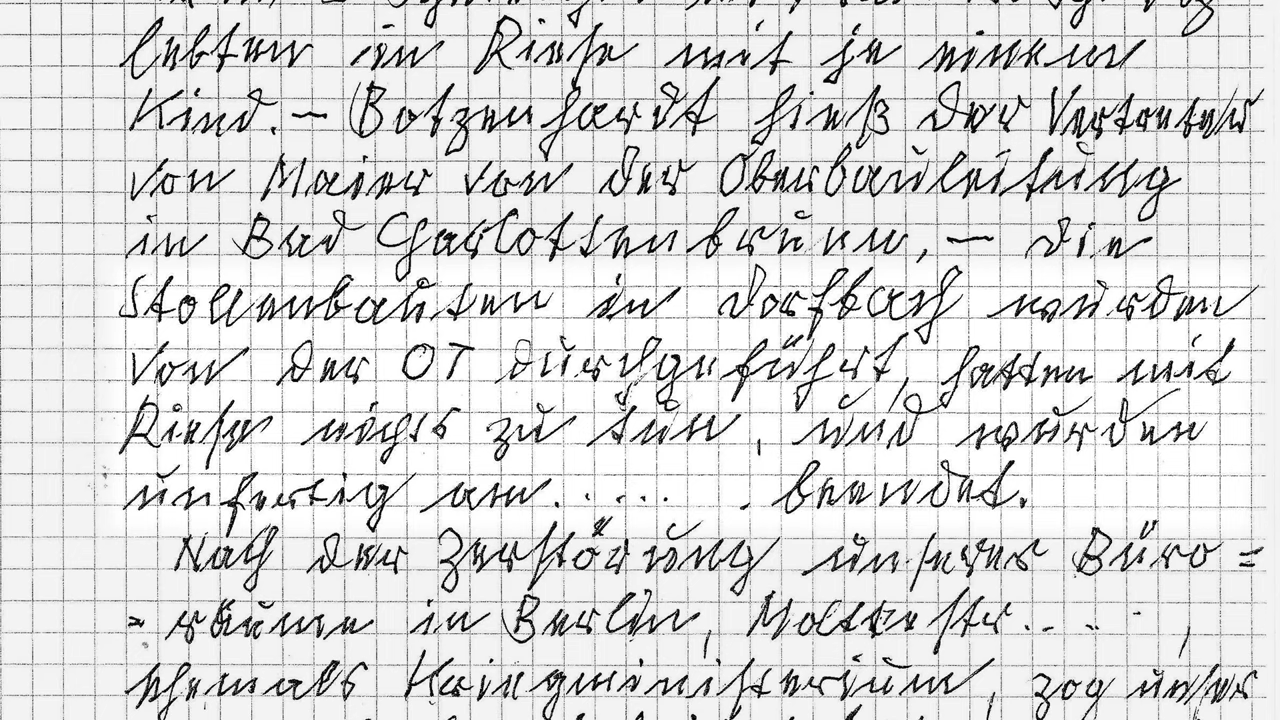 lebten in Riese mit je einem
Kind. — Botzenhardt hieß der Vertreter
von Maier von der Oberbauleitung
in Bad Charlottenbrunn, — die
Stollenbauten in Dorfbach wurden
von der OT durchgeführt, hatten mit
Riese nichts zu tun, und wurden
unfertig am..... . beendet.
Nach der Zerstörung unseres Büro =
= räume in Berlin, Moltkestr.... ,
ehemals Kriegministerium, zog unser